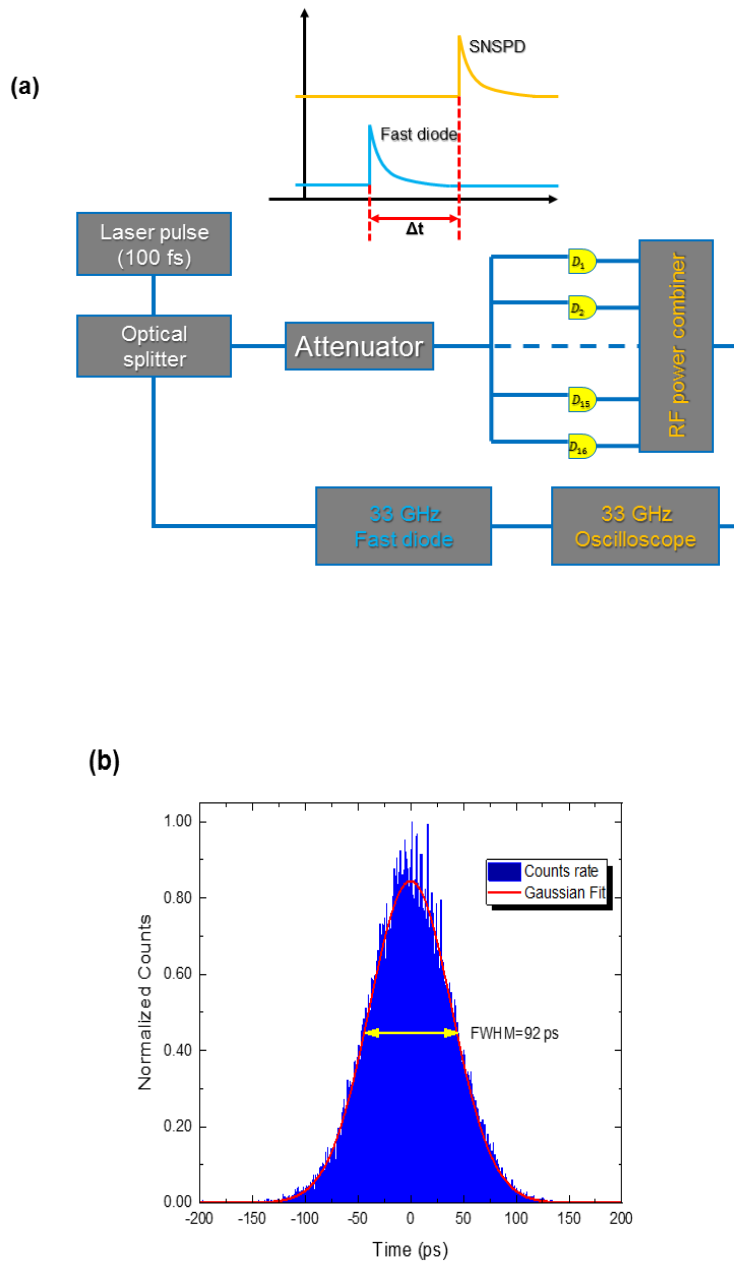 (a)
SNSPD
Fast diode
Δt
Laser pulse
(100 fs)
Optical
splitter
Attenuator
D1
D2
D15
D16
RF power combiner
33 GHz
Fast diode
33 GHz
Oscilloscope
(b)
1.00
0.80
0.60
0.40
0.20
0.00
Normalized Counts
Counts rate
Gaussian Fit
FWHM=92 ps
-200 -150 -100 -50 0 50 100 150 200
Time (ps)